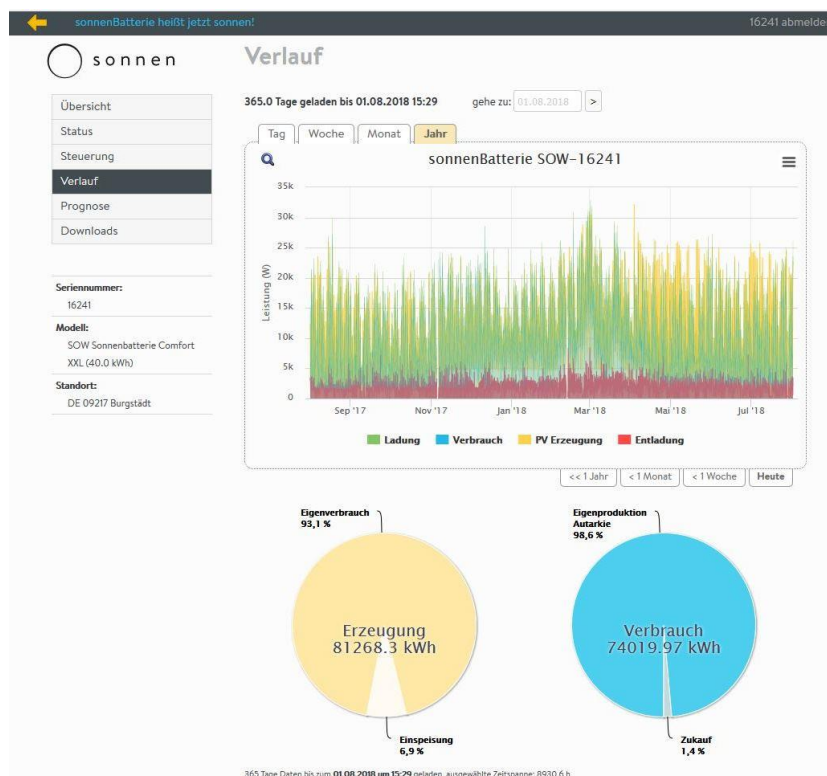 sonnenBatterie heißt jetzt sonnen!
16241 abmelde
sonnen
Verlauf
Übersicht
Status
Steuerung
Verlauf
Prognose
Downloads
Seriennummer:
16241
Modell:
SOW Sonnenbatterie Comfort
XXL (40.0 kWh)
Standort:
DE 09217 Burgstädt
365.0 Tage geladen bis 01.08.2018 15:29
gehe zu: 01.08.2018 >
Tag Woche Monat Jahr
sonnenBatterie SOW-16241
Leistung (W)
35k
30k
25k
20k
15k
10k
5k
0
Sep '17 Nov '17 Jan '18 Mar '18 Mai '18 Jul '18
Ladung Verbrauch PV Erzeugung Entladung
<< 1 Jahr < 1 Monat < 1 Woche Heute
Eigenverbrauch
93,1 %
Erzeugung
81268.3 kWh
Einspeisung
6,9 %
Eigenproduktion
Autarkie
98,6 %
Verbrauch
74019.97 kWh
Zukauf
1,4 %
365 Tage Daten bis zum 01.08.2018 um 15:29 geladen, ausgewählte Zeitspanne: 8930.6 h